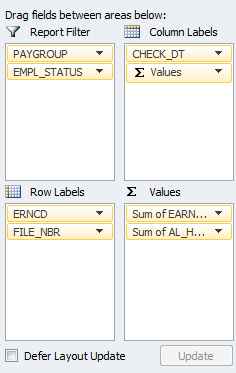 Drag fields between areas below:
Report Filter
Column Labels
PAYGROUP
EMPL_STATUS
CHECK_DT
Σ Values
Row Labels
Σ Values
ERNCD
FILE_NBR
Sum of EARN...
Sum of AL_H...
Defer Layout Update
Update